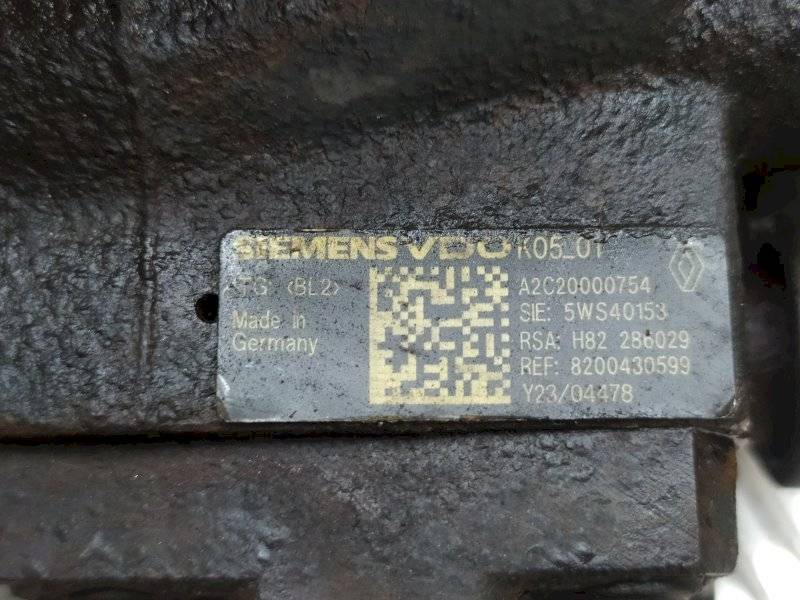 SIEMENS VDO K05_01
<BL2> A2C20000754
SIE: 5WS40153
Made in
Germany
RSA: H82 286029
REF: 8200430599
Y23/04478